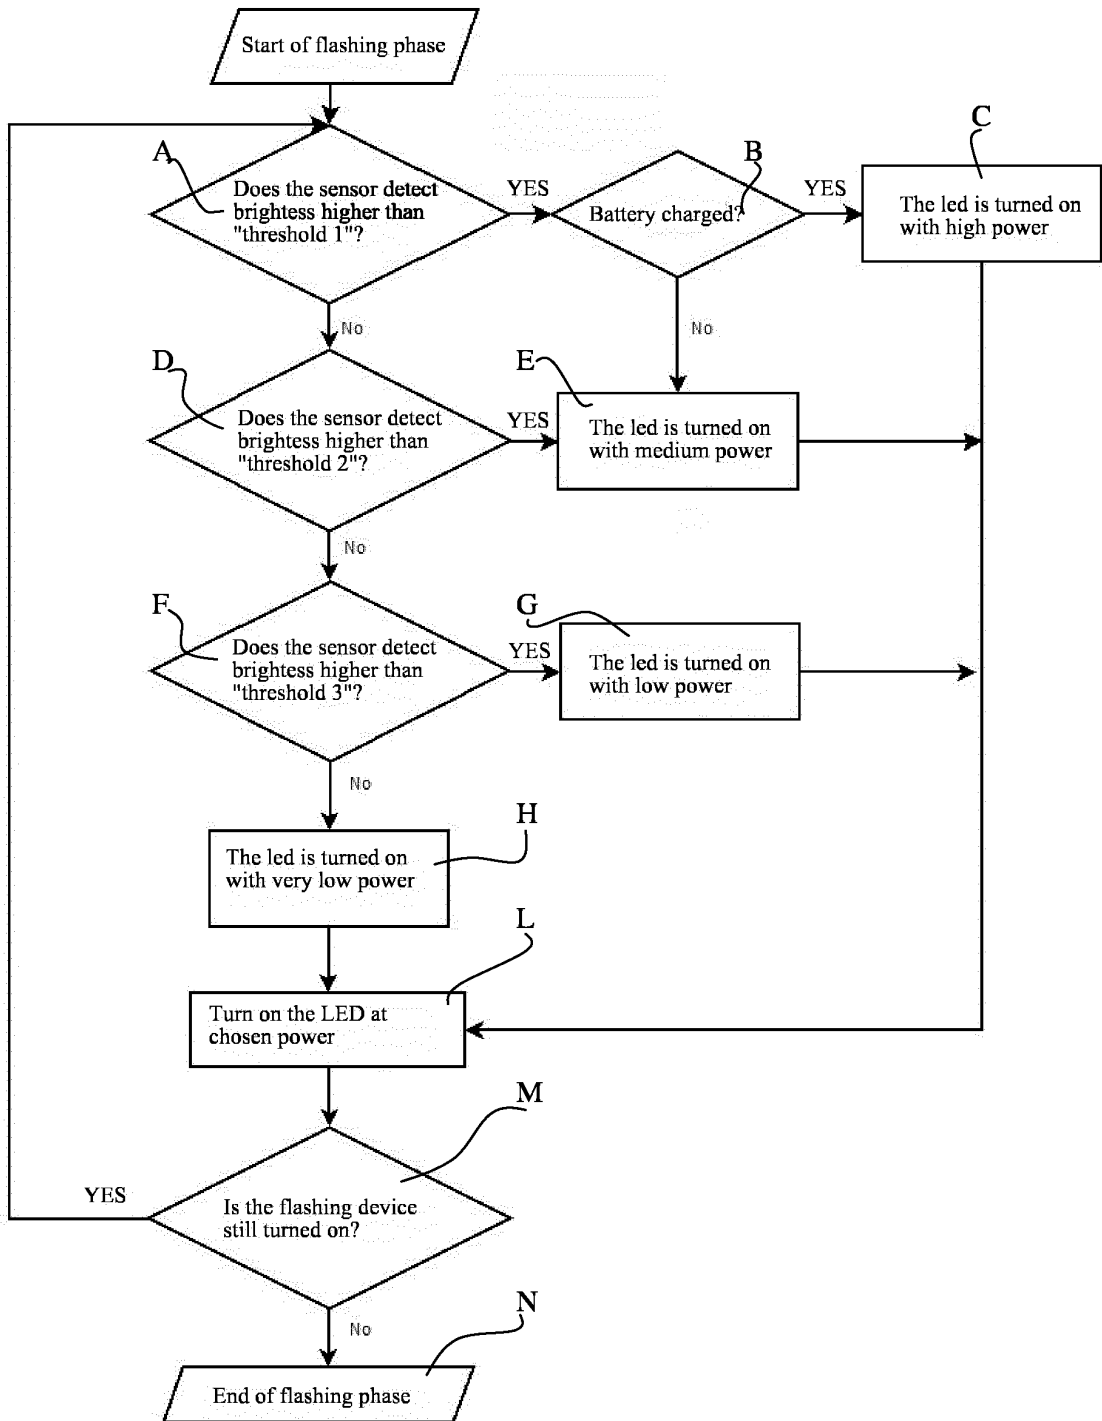 Start of flashing phase
A
Does the sensor detect
brightess higher than
"threshold 1"?
YES
B
Battery charged?
YES
C
The led is turned on
with high power
No
No
D
Does the sensor detect
brightess higher than
"threshold 2"?
YES
E
The led is turned on
with medium power
No
F
Does the sensor detect
brightess higher than
"threshold 3"?
YES
G
The led is turned on
with low power
No
H
The led is turned on
with very low power
L
Turn on the LED at
chosen power
M
Is the flashing device
still turned on?
YES
No
N
End of flashing phase